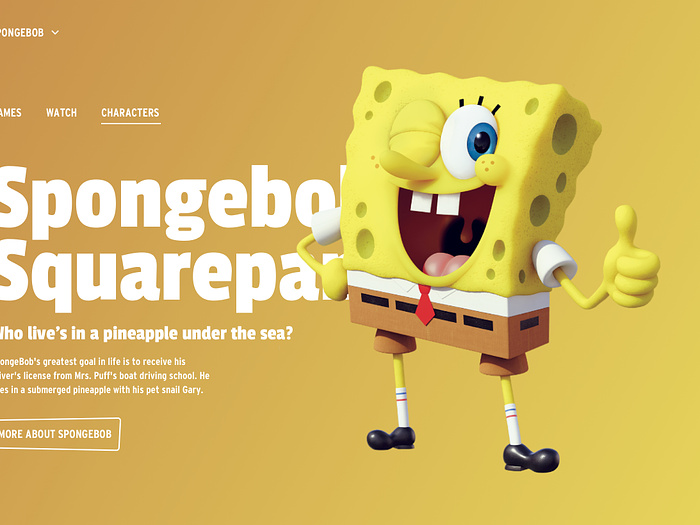 PONGEBOB
AMES WATCH CHARACTERS
Spongebo
Squarepan
Who live's in a pineapple under the sea?
ongeBob's greatest goal in life is to receive his
iver's license from Mrs. Puff's boat driving school. He
es in a submerged pineapple with his pet snail Gary.
MORE ABOUT SPONGEBOB